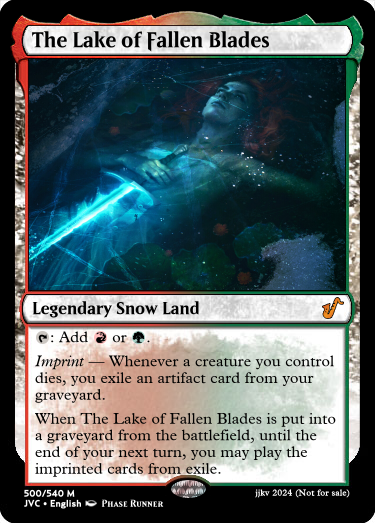 The Lake of Fallen Blades
Legendary Snow Land
: Add or .
Imprint — Whenever a creature you control
dies, you exile an artifact card from your
graveyard.
When The Lake of Fallen Blades is put into
a graveyard from the battlefield, until the
end of your next turn, you may play the
imprinted cards from exile.
500/540 M
jjkv 2024 (Not for sale)
JVC • English Phase Runner